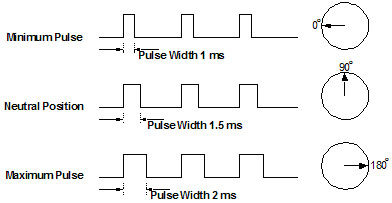 Minimum Pulse
0°
Pulse Width 1 ms
90°
Neutral Position
Pulse Width 1.5 ms
Maximum Pulse
180°
Pulse Width 2 ms